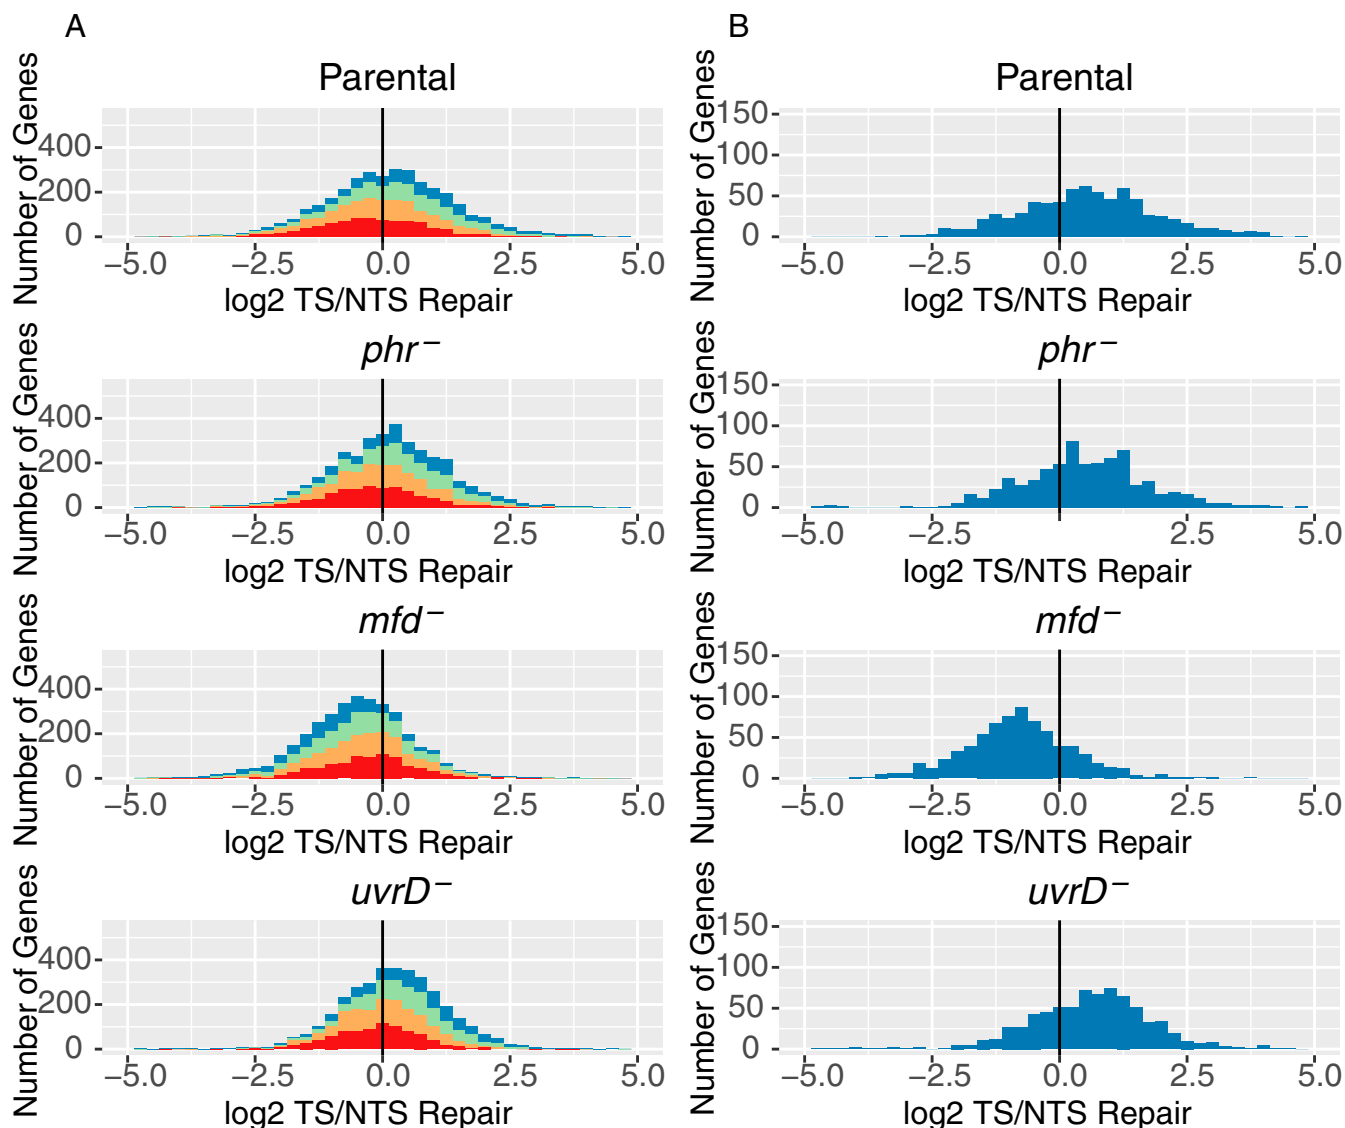 A
B
Parental
Number of Genes
400
200
0
−5.0 −2.5 0.0 2.5 5.0
log2 TS/NTS Repair
Parental
Number of Genes
150
100
50
0
−5.0 −2.5 0.0 2.5 5.0
log2 TS/NTS Repair
phr−
Number of Genes
400
200
0
−5.0 −2.5 0.0 2.5 5.0
log2 TS/NTS Repair
phr−
Number of Genes
150
100
50
0
−5.0 −2.5 0.0 2.5 5.0
log2 TS/NTS Repair
mfd−
Number of Genes
400
200
0
−5.0 −2.5 0.0 2.5 5.0
log2 TS/NTS Repair
mfd−
Number of Genes
150
100
50
0
−5.0 −2.5 0.0 2.5 5.0
log2 TS/NTS Repair
uvrD−
Number of Genes
400
200
0
−5.0 −2.5 0.0 2.5 5.0
log2 TS/NTS Repair
uvrD−
Number of Genes
150
100
50
0
−5.0 −2.5 0.0 2.5 5.0
log2 TS/NTS Repair